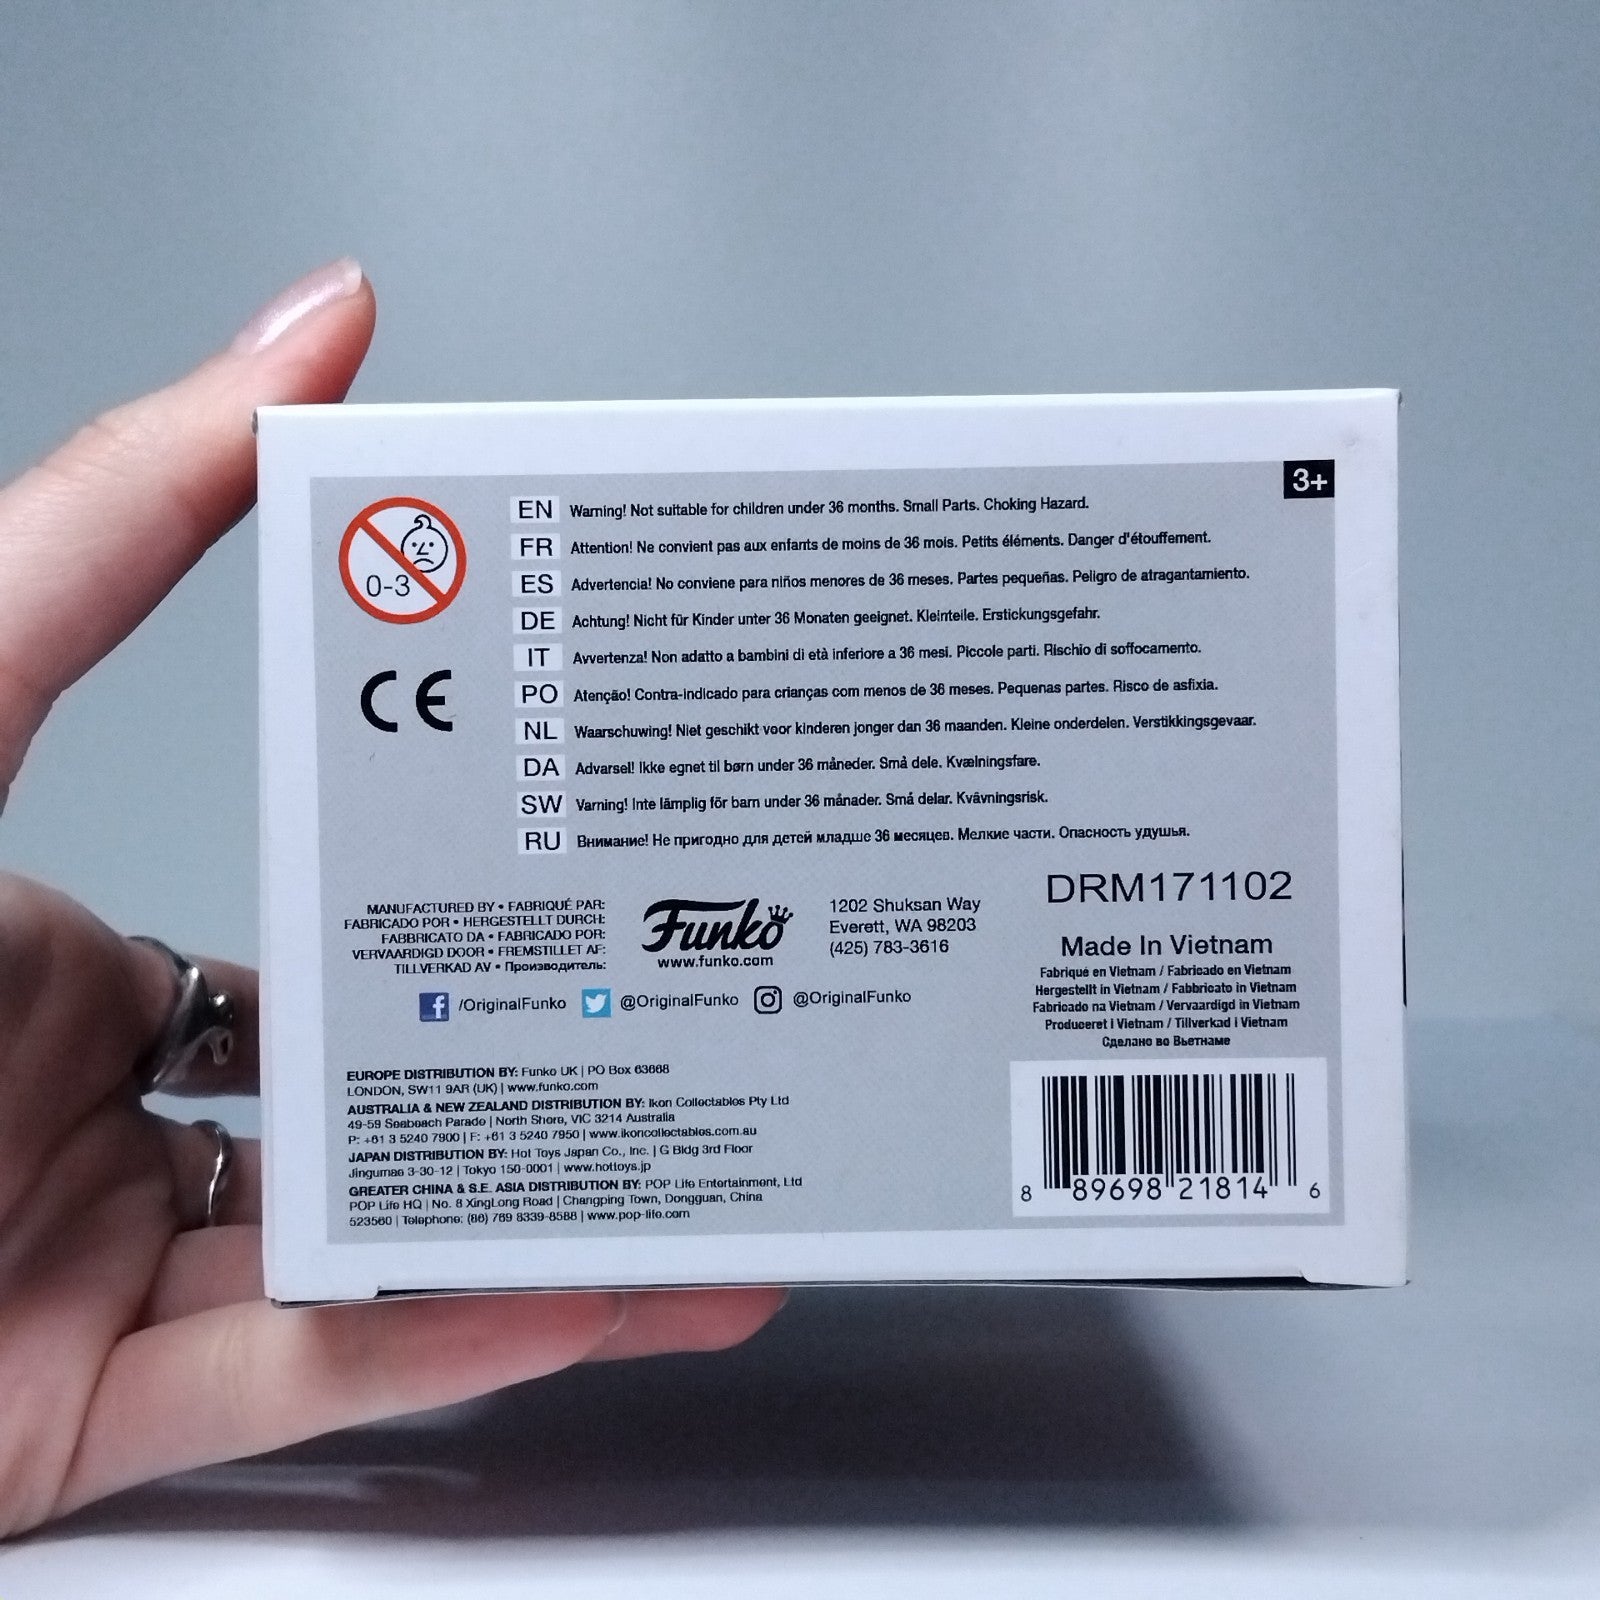 3+
0-3
CE
EN Warning! Not suitable for children under 36 months. Small Parts. Choking Hazard.
FR Attention! Ne convient pas aux enfants de moins de 36 mois. Petits éléments. Danger d'étouffement.
ES Advertencia! No conviene para niños menores de 36 meses. Partes pequeñas. Peligro de atragantamiento.
DE Achtung! Nicht für Kinder unter 36 Monaten geeignet. Kleinteile. Erstickungsgefahr.
IT Avvertenza! Non adatto a bambini di età inferiore a 36 mesi. Piccole parti. Rischio di soffocamento.
PO Atenção! Contra-indicado para crianças com menos de 36 meses. Pequenas partes. Risco de asfixia.
NL Waarschuwing! Niet geschikt voor kinderen jonger dan 36 maanden. Kleine onderdelen. Verstikkingsgevaar.
DA Advarsel! Ikke egnet til børn under 36 måneder. Små dele. Kvælningsfare.
SW Varning! Inte lämplig för barn under 36 månader. Små delar. Kvävningsrisk.
RU Внимание! Не пригодно для детей младше 36 месяцев. Мелкие части. Опасность удушья.
MANUFACTURED BY • FABRIQUÉ PAR:
FABRICADO POR • HERGESTELLT DURCH:
FABBRICATO DA • FABRICADO POR:
VERVAARDIGD DOOR • FREMSTILLET AF:
TILLVERKAD AV • Производитель:
Funko
www.funko.com
1202 Shuksan Way
Everett, WA 98203
(425) 783-3616
/OriginalFunko @OriginalFunko @OriginalFunko
DRM171102
Made In Vietnam
Fabriqué en Vietnam / Fabricado en Vietnam
Hergestellt in Vietnam / Fabbricato in Vietnam
Fabricado na Vietnam / Vervaardigd in Vietnam
Produceret i Vietnam / Tillverkad i Vietnam
Сделано во Вьетнаме
EUROPE DISTRIBUTION BY: Funko UK | PO Box 63668
LONDON, SW11 9AR (UK) | www.funko.com
AUSTRALIA & NEW ZEALAND DISTRIBUTION BY: Ikon Collectables Pty Ltd
49-59 Seabeach Parade | North Shore, VIC 3214 Australia
P: +61 3 5240 7900 | F: +61 3 5240 7950 | www.ikoncollectables.com.au
JAPAN DISTRIBUTION BY: Hot Toys Japan Co., Inc. | G Bldg 3rd Floor
Jingumae 3-30-12 | Tokyo 150-0001 | www.hottoys.jp
GREATER CHINA & S.E. ASIA DISTRIBUTION BY: POP Life Entertainment, Ltd
POP Life HQ | No. 8 XingLong Road | Changping Town, Dongguan, China
523560 | Telephone: (86) 769 8339-8588 | www.pop-life.com
8 89698 21814 6